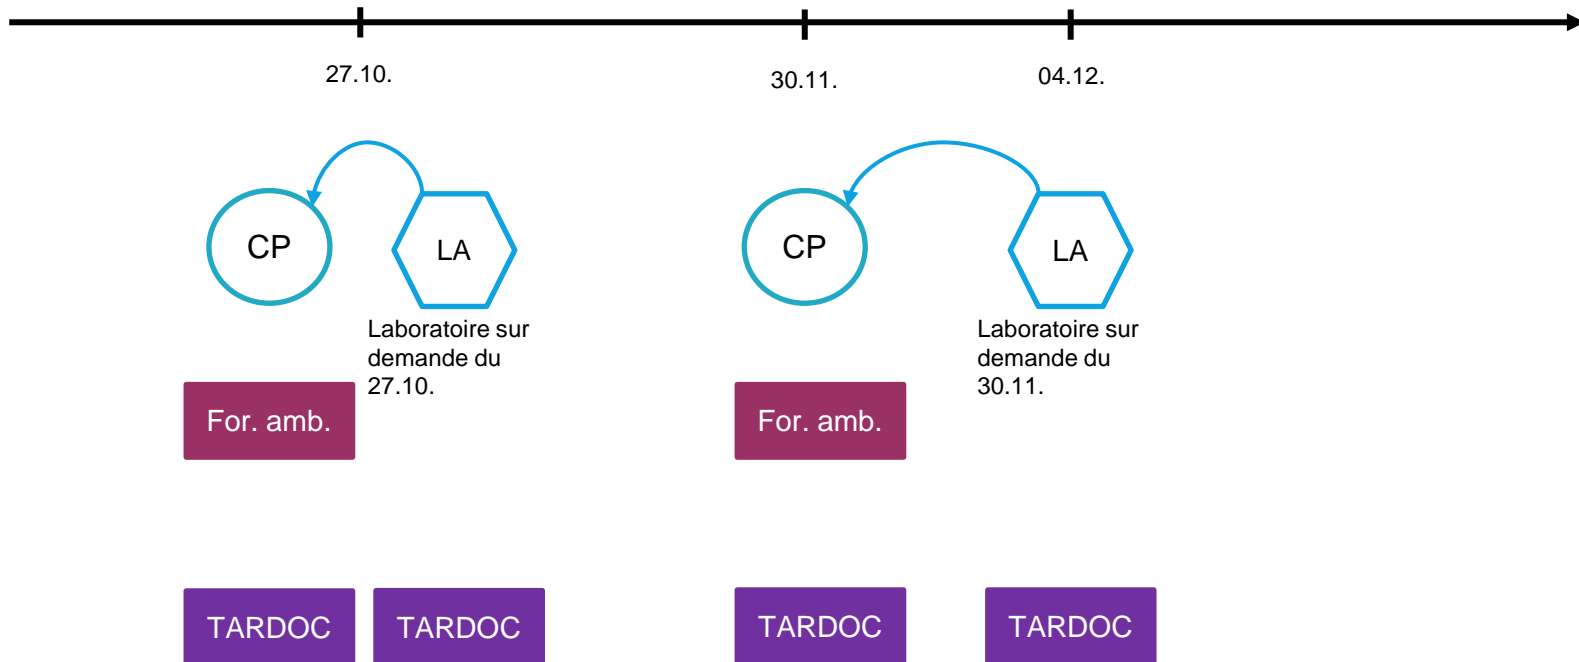 27.10.
30.11.
04.12.
CP
LA
CP
LA
Laboratoire sur
demande du
27.10.
Laboratoire sur
demande du
30.11.
For. amb.
For. amb.
TARDOC
TARDOC
TARDOC
TARDOC